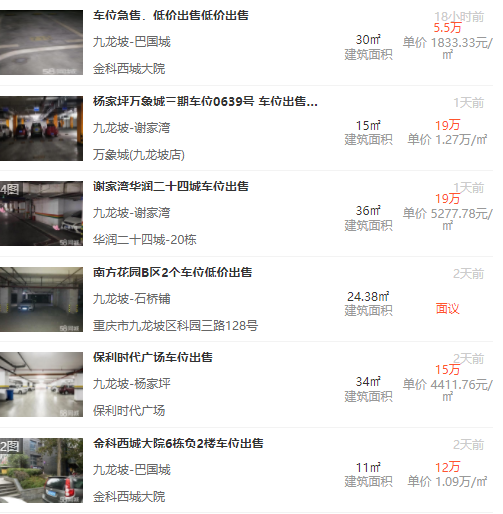 车位急售，低价出售低价出售
18小时前
九龙坡-巴国城
30㎡
建筑面积
5.5万
单价 1833.33元/㎡
金科西城大院
杨家坪万象城三期车位0639号 车位出售...
1天前
九龙坡-谢家湾
15㎡
建筑面积
19万
单价 1.27万/㎡
万象城(九龙坡店)
4图
谢家湾华润二十四城车位出售
1天前
九龙坡-谢家湾
36㎡
建筑面积
19万
单价 5277.78元/㎡
华润二十四城-20栋
南方花园B区2个车位低价出售
2天前
九龙坡-石桥铺
24.38㎡
建筑面积
面议
重庆市九龙坡区科园三路128号
保利时代广场车位出售
2天前
九龙坡-杨家坪
34㎡
建筑面积
15万
单价 4411.76元/㎡
保利时代广场
2图
金科西城大院6栋负2楼车位出售
2天前
九龙坡-巴国城
11㎡
建筑面积
12万
单价 1.09万/㎡
金科西城大院